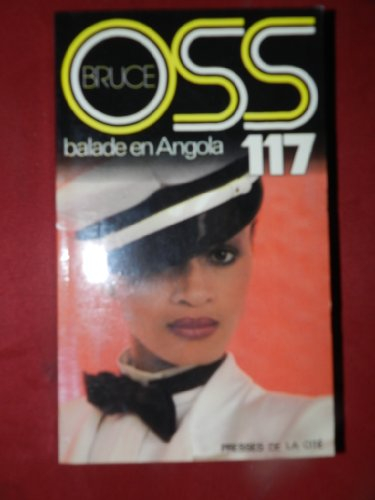 OSS
BRUCE
balade en Angola
117
PRESSES DE LA CITÉ